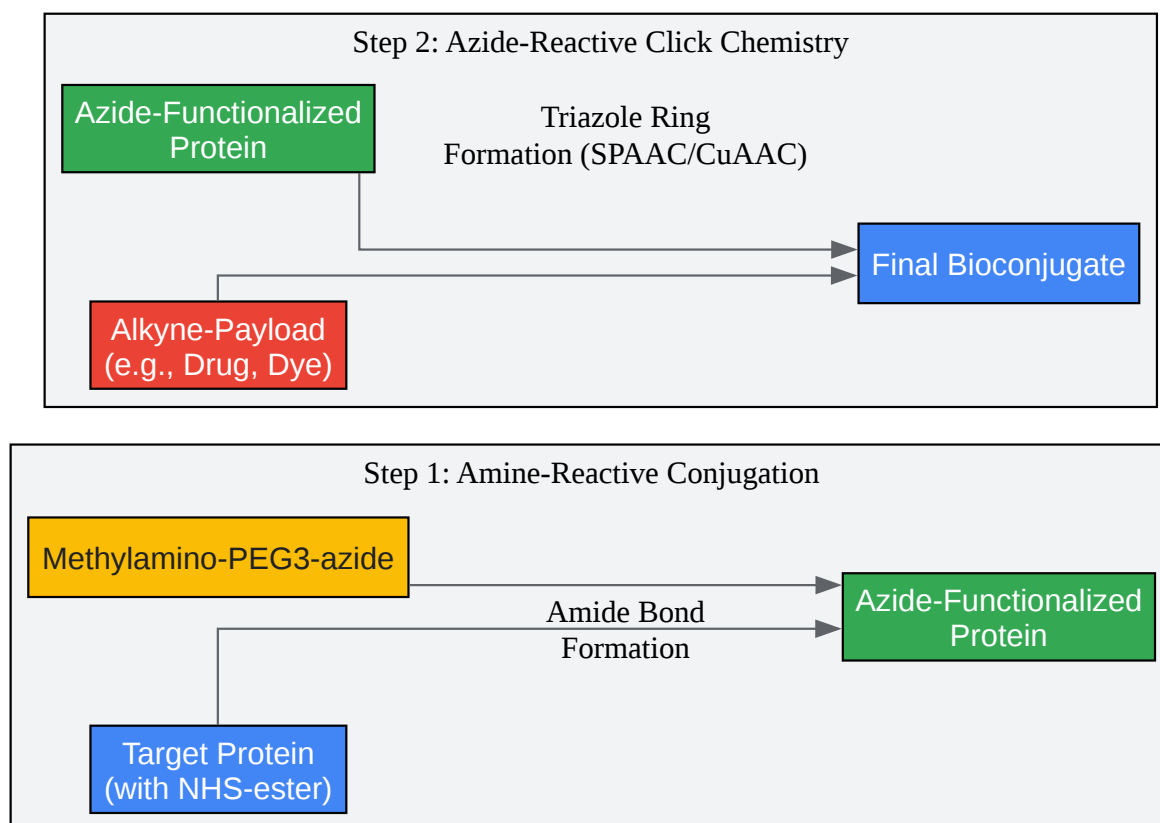 Step 2: Azide-Reactive Click Chemistry
Azide-Functionalized
Protein
Triazole Ring
Formation (SPAAC/CuAAC)
Final Bioconjugate
Alkyne-Payload
(e.g., Drug, Dye)
Step 1: Amine-Reactive Conjugation
Methylamino-PEG3-azide
Amide Bond
Formation
Azide-Functionalized
Protein
Target Protein
(with NHS-ester)